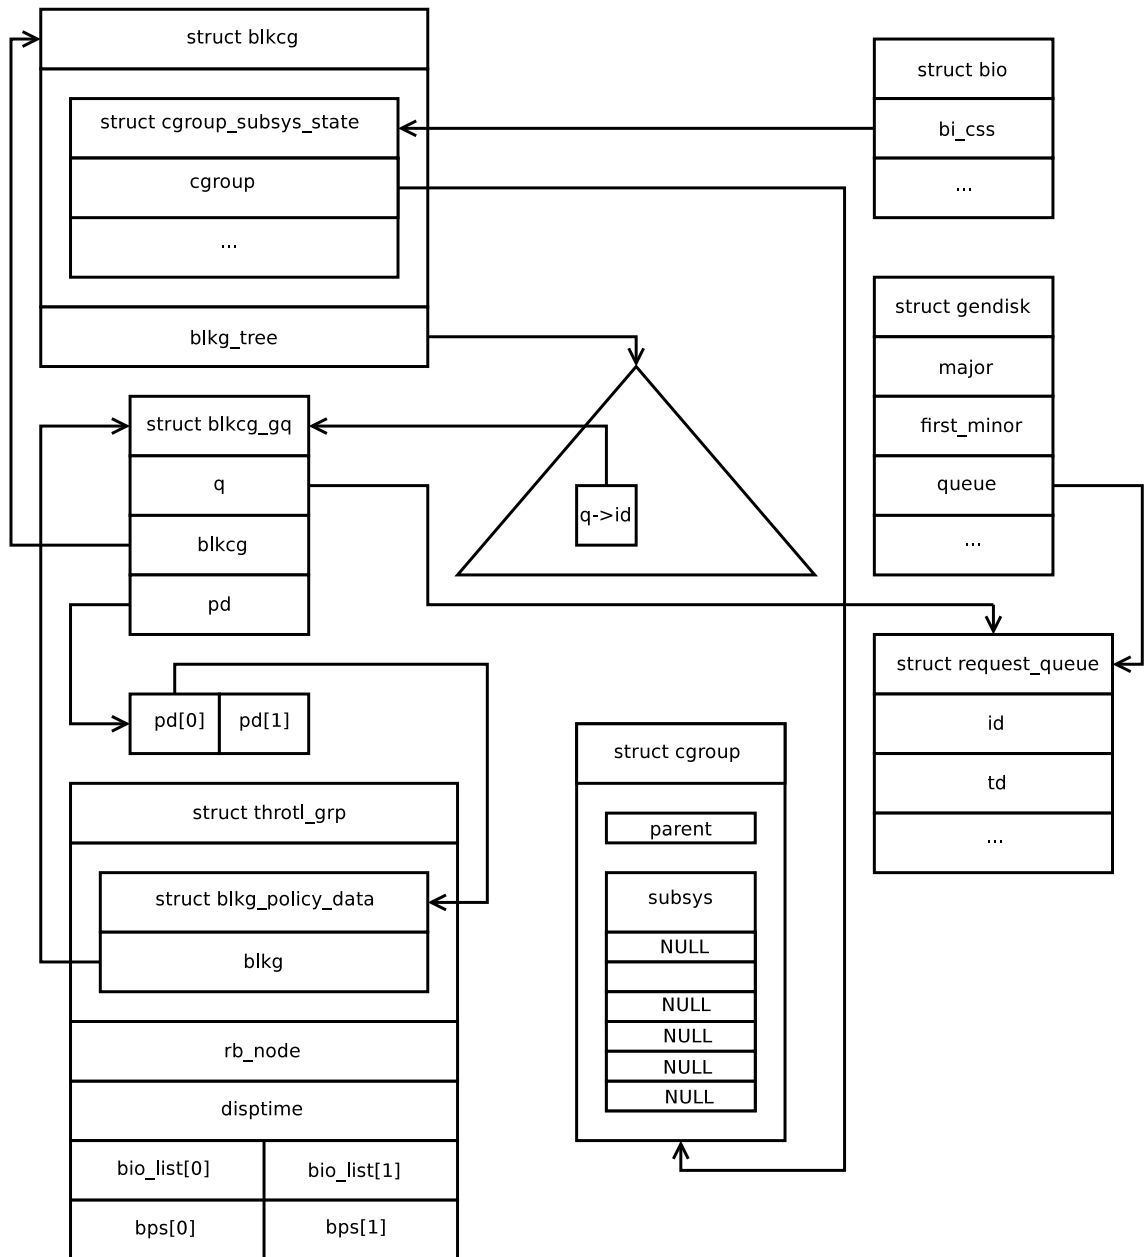 struct blkcg
struct cgroup_subsys_state
cgroup
...
blkg_tree
struct bio
bi_css
...
struct gendisk
major
first_minor
queue
...
struct blkcg_gq
q
blkcg
pd
q->id
pd[0] pd[1]
struct request_queue
id
td
...
struct cgroup
parent
subsys
NULL
NULL
NULL
NULL
NULL
struct throtl_grp
struct blkg_policy_data
blkg
rb_node
disptime
bio_list[0] bio_list[1]
bps[0] bps[1]